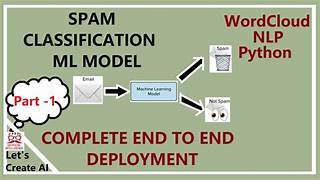 SPAM
CLASSIFICATION
ML MODEL
WordCloud
NLP
Python
Spam
Email
Machine Learning
Model
Not Spam
Part -1
COMPLETE END TO END
DEPLOYMENT
Let's
Create AI